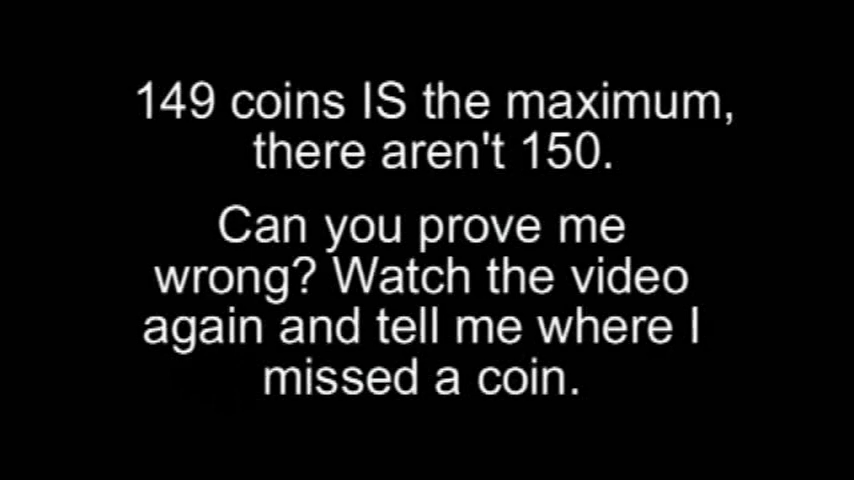 149 coins IS the maximum,
there aren't 150.
Can you prove me
wrong? Watch the video
again and tell me where I
missed a coin.